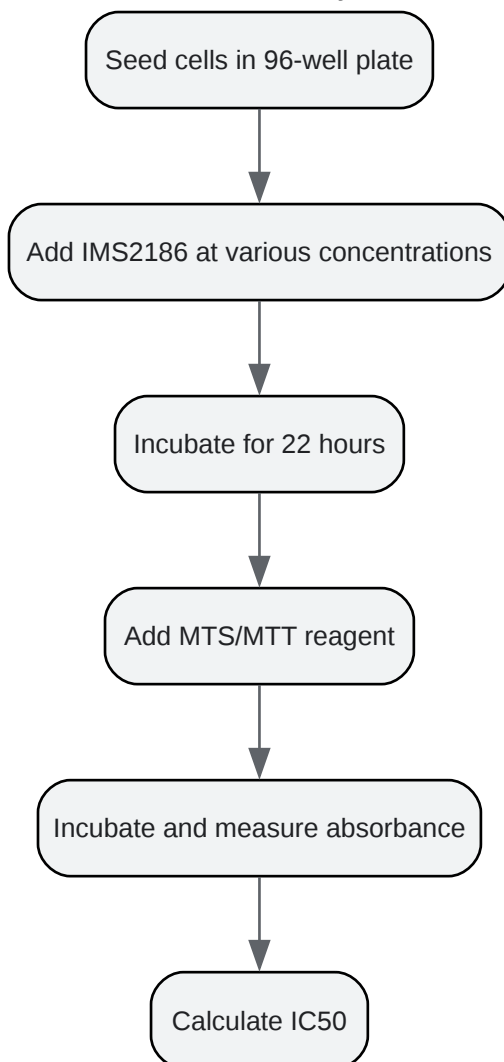 Seed cells in 96-well plate
Add IMS2186 at various concentrations
Incubate for 22 hours
Add MTS/MTT reagent
Incubate and measure absorbance
Calculate IC50